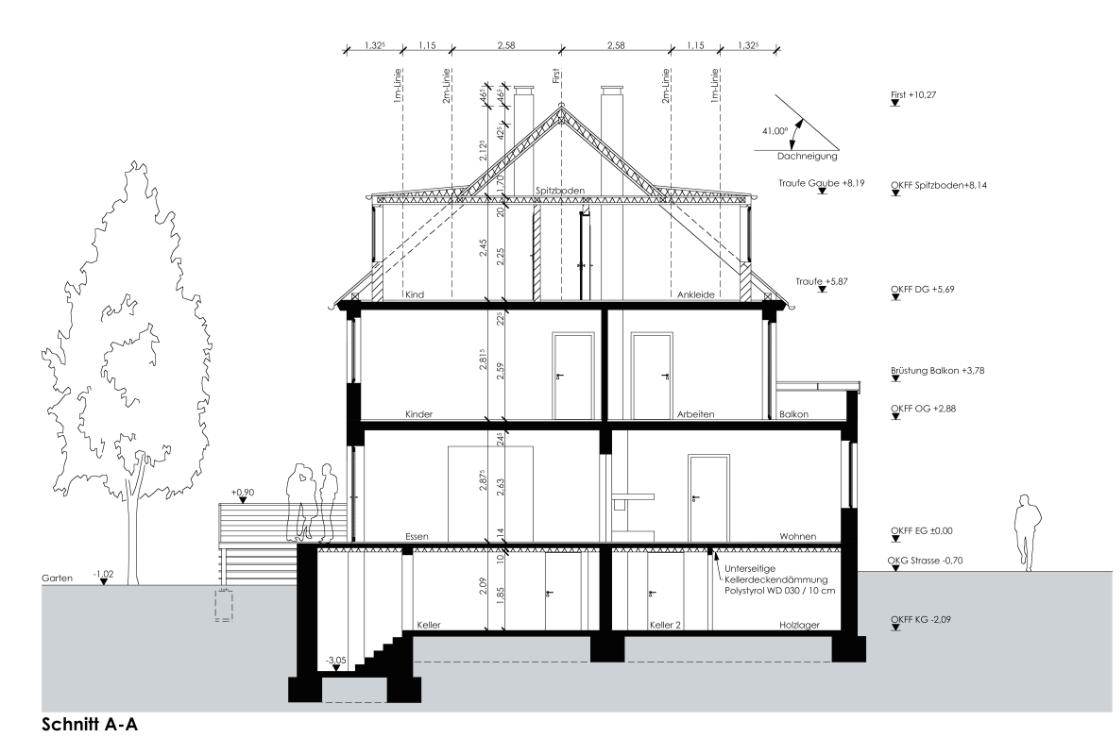 1,32⁵ 1,15 2,58 2,58 1,15 1,32⁵
1m-Linie
2m-Linie
First
2m-Linie
1m-Linie
46⁵
46⁵
42⁵
2,12⁵
1,70
First +10,27
41,00°
Dachneigung
Traufe Gaube +8,19
OKFF Spitzboden+8,14
Spitzboden
20
2,45
2,25
Traufe +5,87
OKFF DG +5,69
Kind
Ankleide
22⁵
2,81⁵
2,59
Brüstung Balkon +3,78
OKFF OG +2,88
Kinder
Arbeiten
Balkon
24⁵
2,87⁵
2,63
+0,90
14
Essen
Wohnen
OKFF EG ±0,00
OKG Strasse -0,70
Garten
-1,02
10
2,09
1,85
Unterseitige
Kellerdeckendämmung
Polystyrol WD 030 / 10 cm
Keller
Keller 2
Holzlager
OKFF KG -2,09
-3,05
Schnitt A-A